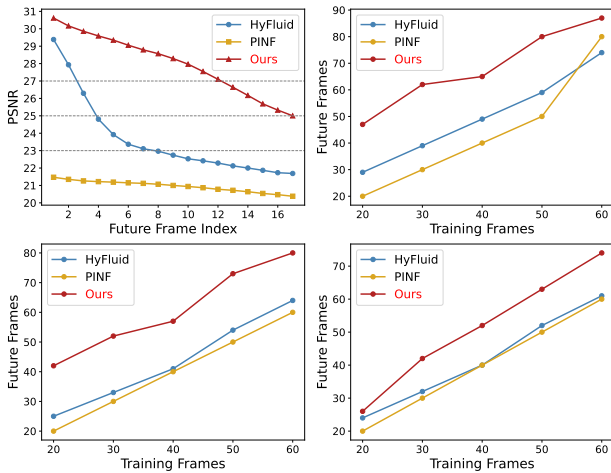 PSNR
31
30
29
28
27
26
25
24
23
22
21
20
HyFluid
PINF
Ours
2 4 6 8 10 12 14 16
Future Frame Index
Future Frames
90
80
70
60
50
40
30
20
HyFluid
PINF
Ours
20 30 40 50 60
Training Frames
Future Frames
80
70
60
50
40
30
20
HyFluid
PINF
Ours
20 30 40 50 60
Training Frames
Future Frames
70
60
50
40
30
20
HyFluid
PINF
Ours
20 30 40 50 60
Training Frames